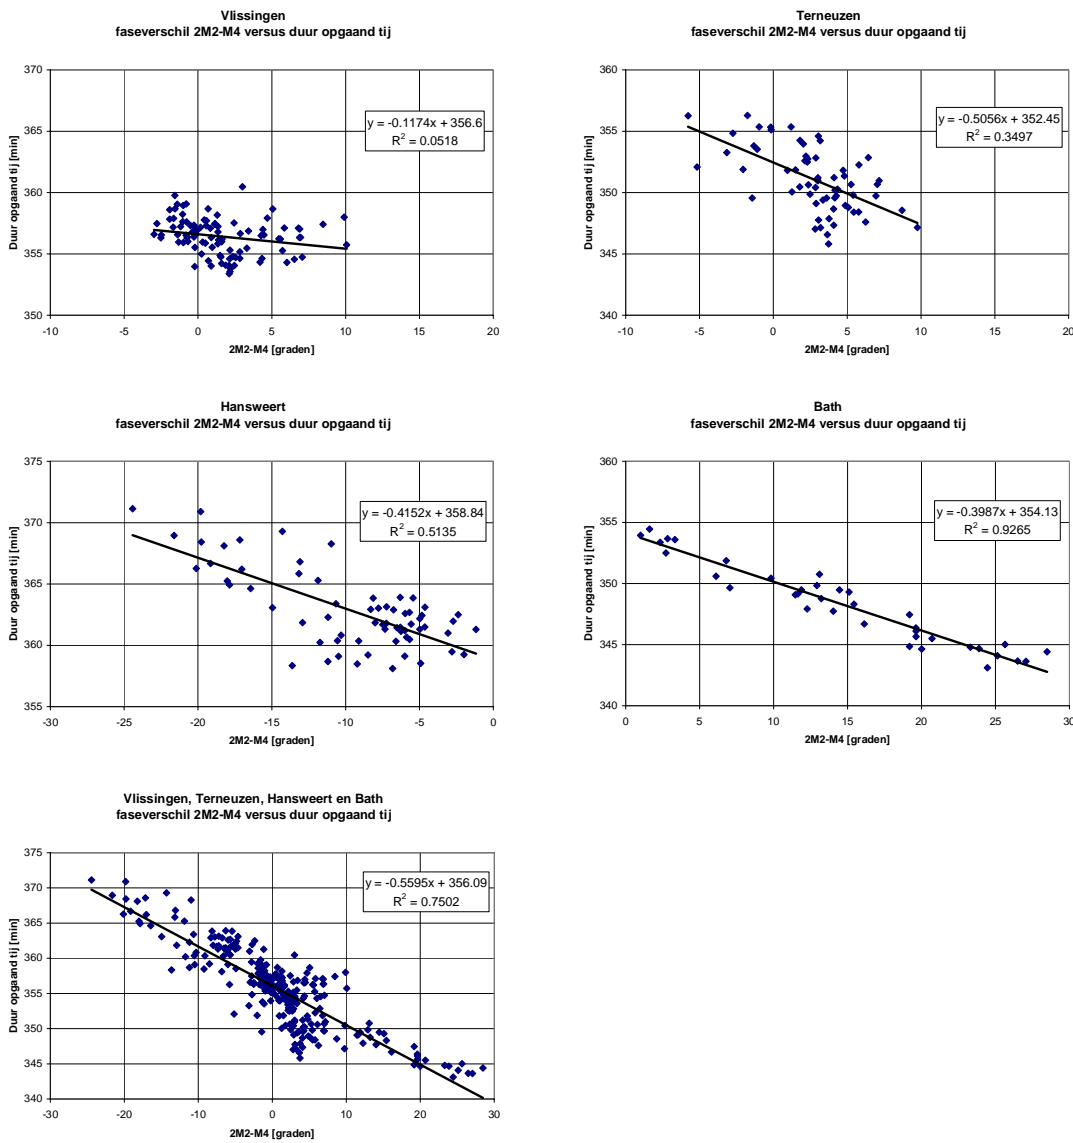 Vlissingen
faseverschil 2M2-M4 versus duur opgaand tij
370
365
360
355
350
-10 -5 0 5 10 15 20
Duur opgaand tij [min]
2M2-M4 [graden]
y = -0.1174x + 356.6
R² = 0.0518
Terneuzen
faseverschil 2M2-M4 versus duur opgaand tij
360
355
350
345
340
-10 -5 0 5 10 15 20
Duur opgaand tij [min]
2M2-M4 [graden]
y = -0.5056x + 352.45
R² = 0.3497
Hansweert
faseverschil 2M2-M4 versus duur opgaand tij
375
370
365
360
355
-30 -25 -20 -15 -10 -5 0
Duur opgaand tij [min]
2M2-M4 [graden]
y = -0.4152x + 358.84
R² = 0.5135
Bath
faseverschil 2M2-M4 versus duur opgaand tij
360
355
350
345
340
0 5 10 15 20 25 30
Duur opgaand tij [min]
2M2-M4 [graden]
y = -0.3987x + 354.13
R² = 0.9265
Vlissingen, Terneuzen, Hansweert en Bath
faseverschil 2M2-M4 versus duur opgaand tij
375
370
365
360
355
350
345
340
-20 -20 -10 0 10 20 30
Duur opgaand tij [min]
2M2-M4 [graden]
y = -0.5595x + 356.09
R² = 0.7502